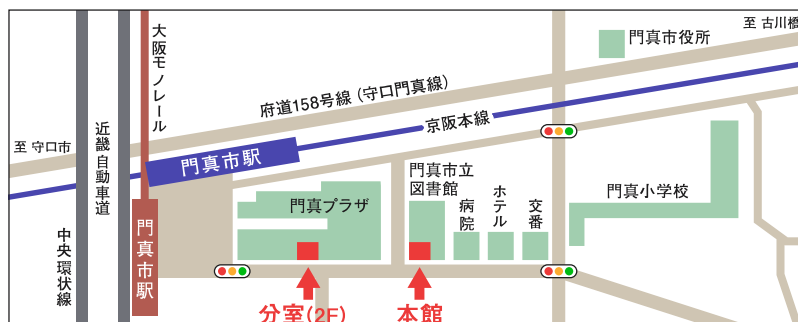 至 古川橋
門真市役所
大阪モノレール
府道158号線（守口門真線）
京阪本線
至 守口市
近畿自動車道
門真市駅
門真市立
図書館
門真プラザ
病院
ホテル
交番
門真小学校
中央環状線
門真市駅
分室(2F)
本館